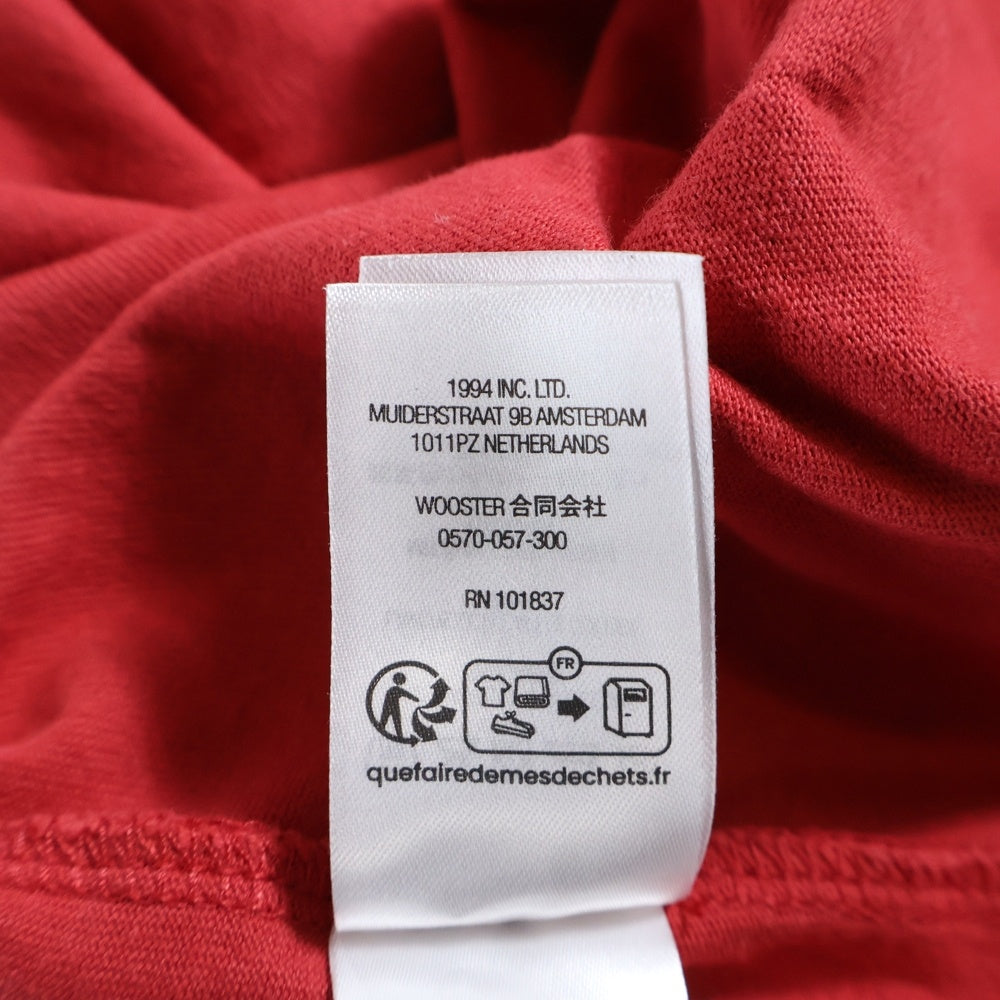 1994 INC. LTD.
MUIDERSTRAAT 9B AMSTERDAM
1011PZ NETHERLANDS
WOOSTER 合同会社
0570-057-300
RN 101837
FR
quefairedemesdechets.fr